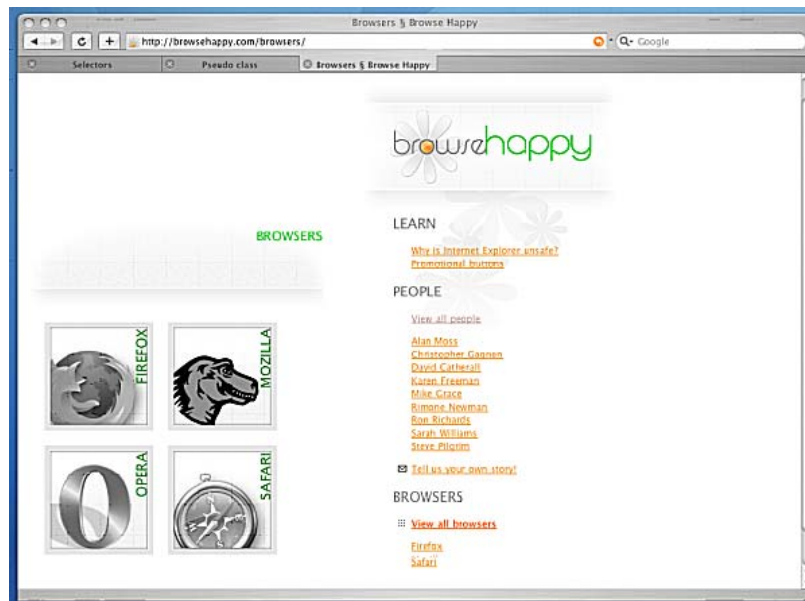 Browsers § Browse Happy
http://browsehappy.com/browsers/
Google
Selectors
Pseudo class
Browsers § Browse Happy
browsehappy
BROWSERS
FIREFOX
MOZILLA
OPERA
SAFARI
LEARN
Why is Internet Explorer unsafe?
Promotional buttons
PEOPLE
View all people
Alan Moss
Christopher Gagnon
David Catherall
Karen Freeman
Mike Grace
Rimone Newman
Ron Richards
Sarah Williams
Steve Pilgrim
Tell us your own story!
BROWSERS
View all browsers
Firefox
Safari